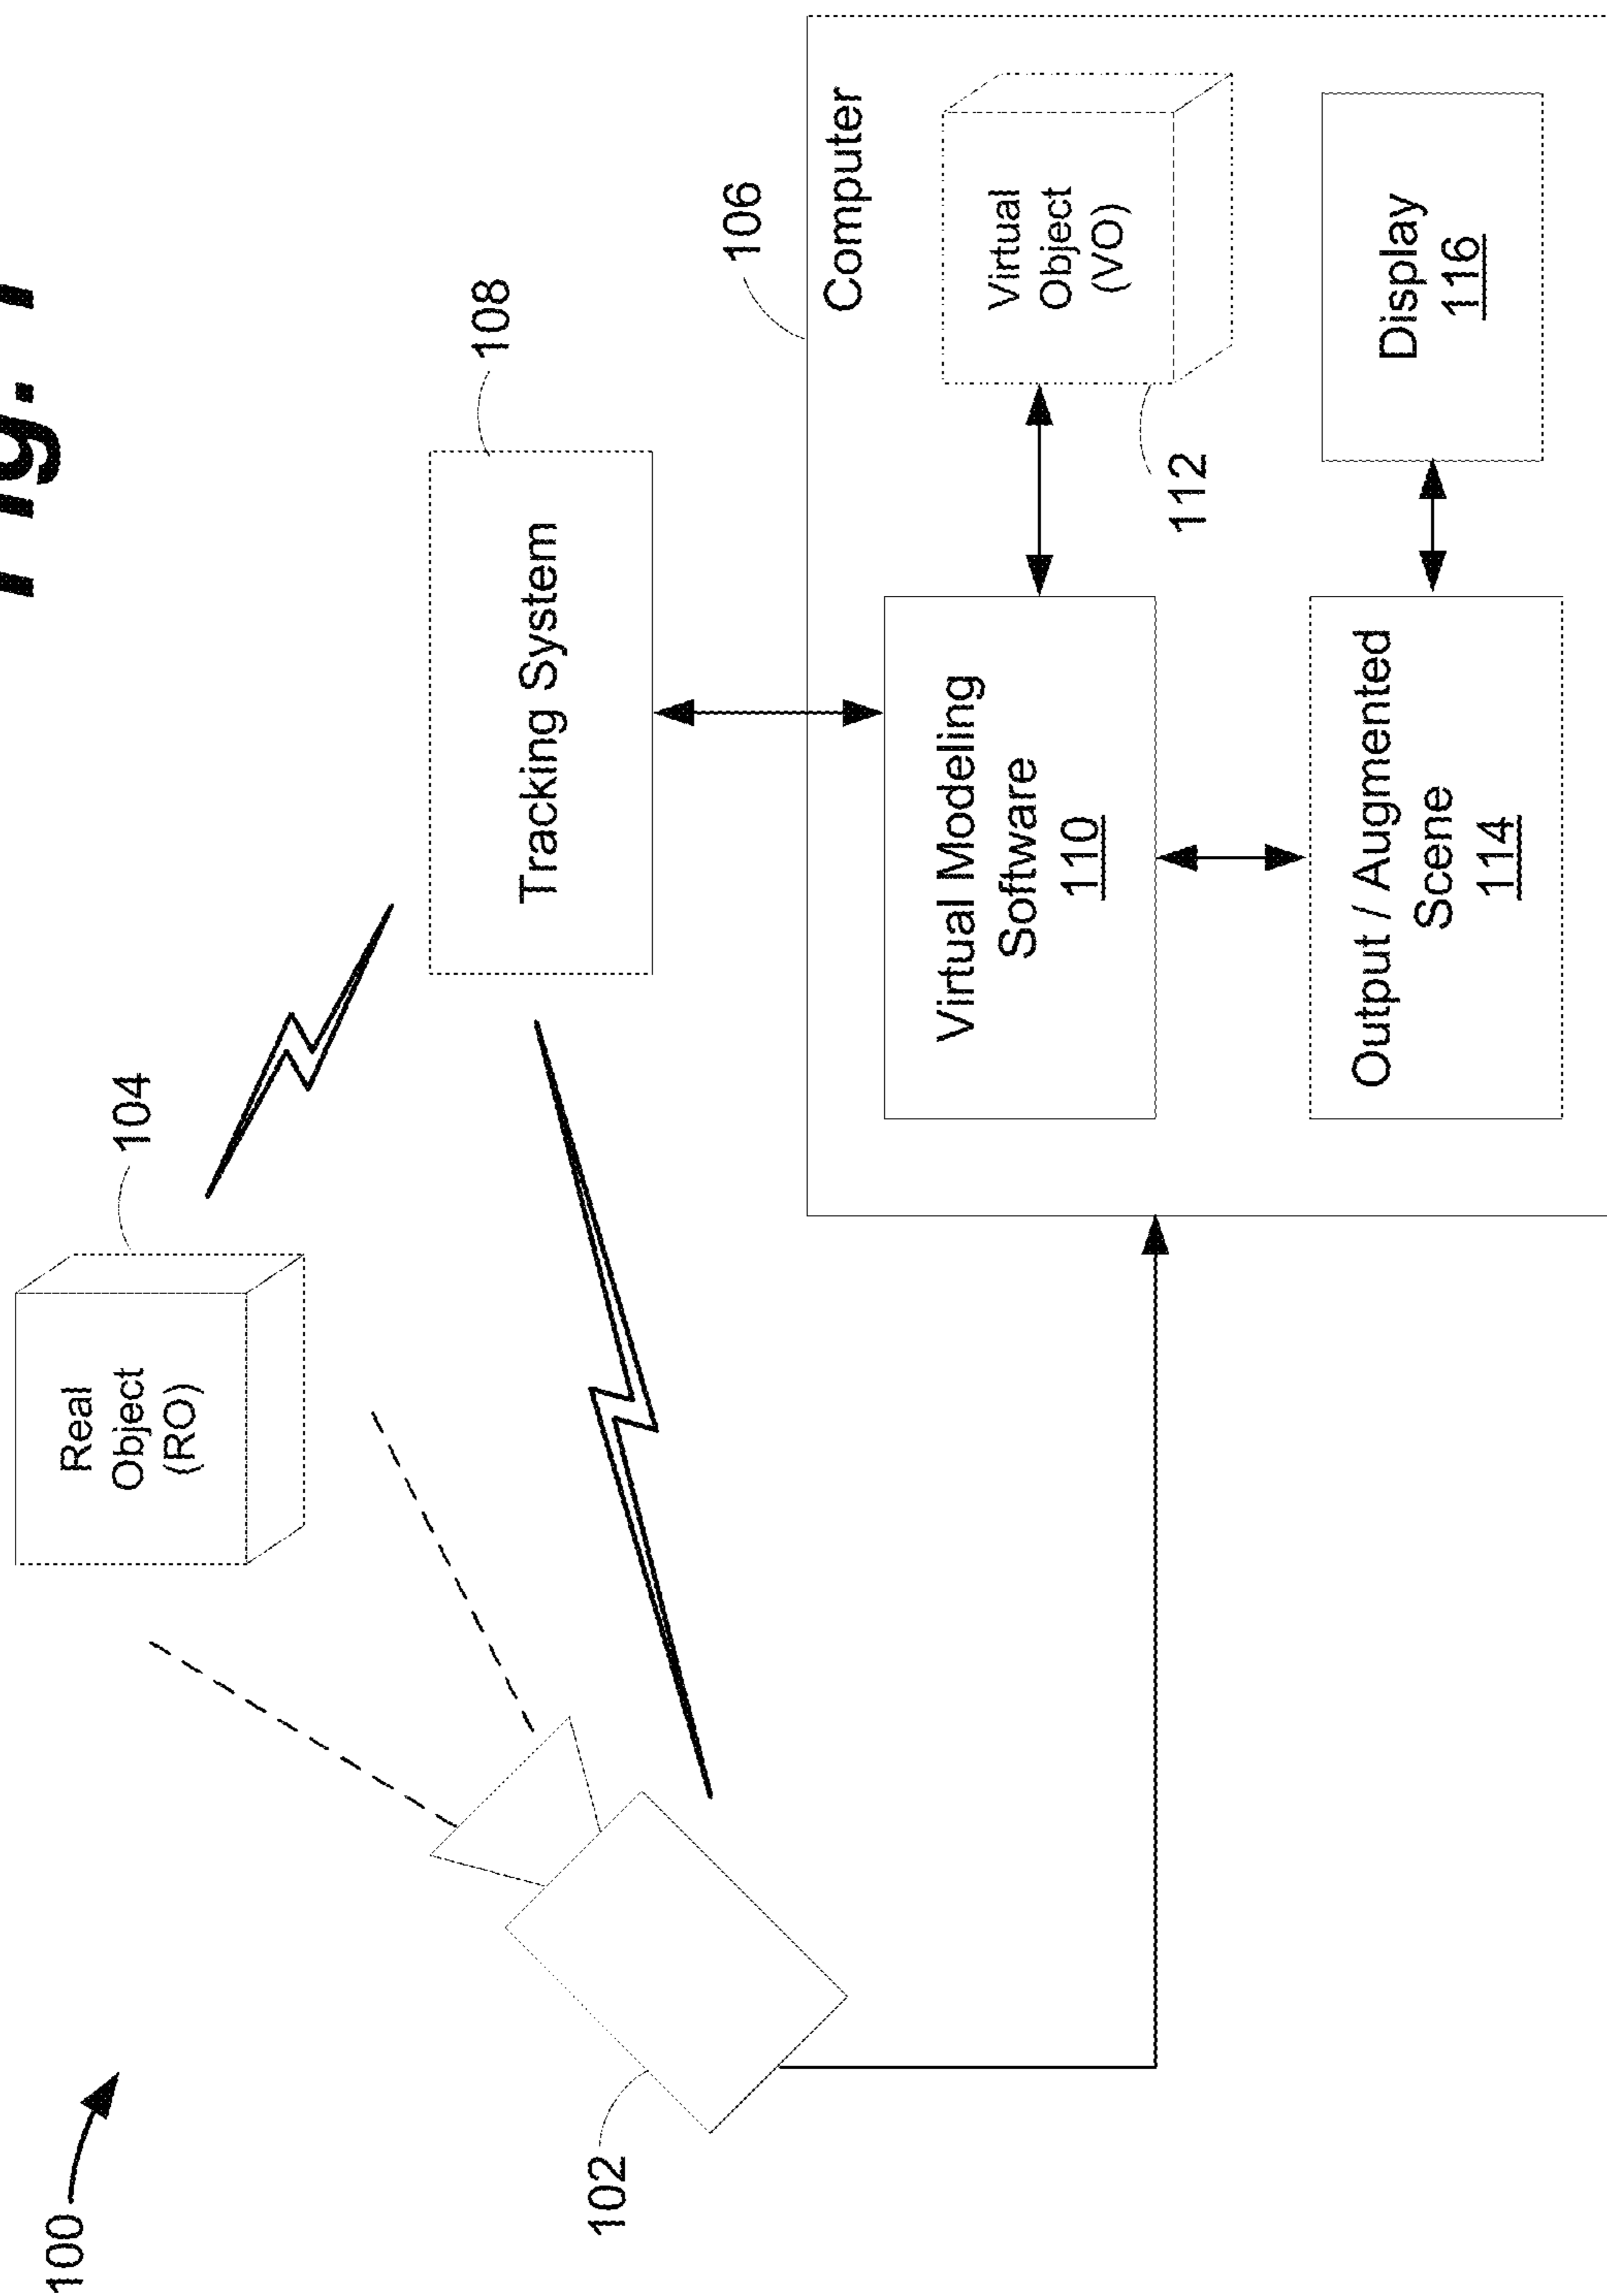 Fig. 1
100
102
Real
Object
(RO)
104
Tracking System
108
106
Computer
Virtual Modeling
Software
110
Virtual
Object
(VO)
112
Output / Augmented
Scene
114
Display
116